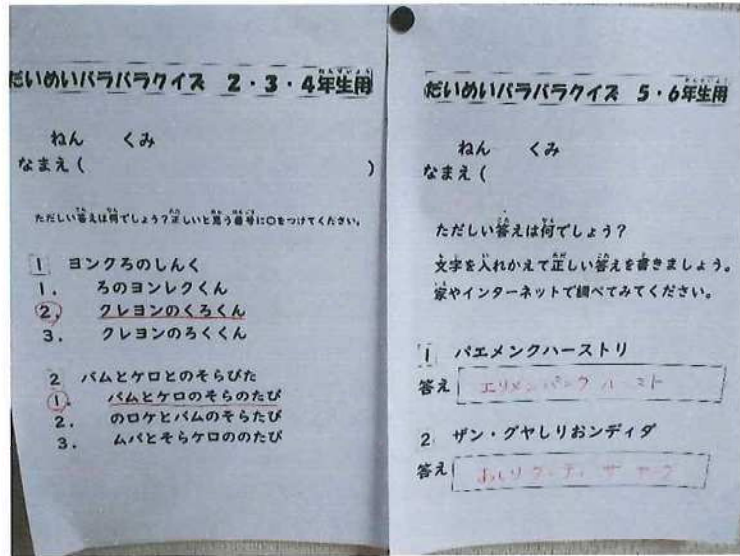 だいめいバラバラクイズ 2・3・4年生用
ねん くみ
なまえ( )
ただしい答えは何でしょう?正しいと思う番号に○をつけてください。
1 ヨンクろのしんく
1. ろのヨンレクくん
2. クレヨンのくろくん
3. クレヨンのろくくん
2 バムとケロとのそらびた
1. バムとケロのそらのたび
2. のロケとバムのそらたび
3. ムバとそらケロののたび
だいめいバラバラクイズ 5・6年生用
ねん くみ
なまえ(
ただしい答えは何でしょう?
文字を入れかえて正しい答えを書きましょう。
家やインターネットで調べてみてください。
1 パエメンクハーストリ
答え
2 ザン・グヤしりおンディダ
答え おしり